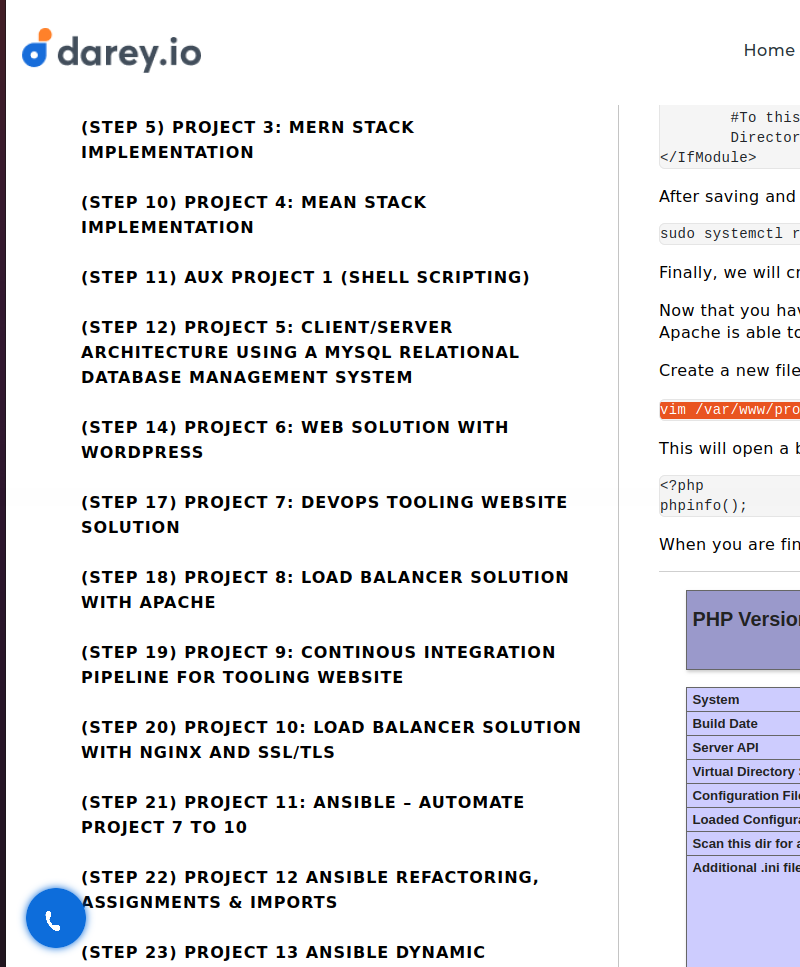 darey.io
Home
(STEP 5) PROJECT 3: MERN STACK
IMPLEMENTATION
(STEP 10) PROJECT 4: MEAN STACK
IMPLEMENTATION
(STEP 11) AUX PROJECT 1 (SHELL SCRIPTING)
(STEP 12) PROJECT 5: CLIENT/SERVER
ARCHITECTURE USING A MYSQL RELATIONAL
DATABASE MANAGEMENT SYSTEM
(STEP 14) PROJECT 6: WEB SOLUTION WITH
WORDPRESS
(STEP 17) PROJECT 7: DEVOPS TOOLING WEBSITE
SOLUTION
(STEP 18) PROJECT 8: LOAD BALANCER SOLUTION
WITH APACHE
(STEP 19) PROJECT 9: CONTINOUS INTEGRATION
PIPELINE FOR TOOLING WEBSITE
(STEP 20) PROJECT 10: LOAD BALANCER SOLUTION
WITH NGINX AND SSL/TLS
(STEP 21) PROJECT 11: ANSIBLE – AUTOMATE
PROJECT 7 TO 10
(STEP 22) PROJECT 12 ANSIBLE REFACTORING,
ASSIGNMENTS & IMPORTS
(STEP 23) PROJECT 13 ANSIBLE DYNAMIC
#To this
Director
</IfModule>
After saving and
sudo systemctl r
Finally, we will cr
Now that you hav
Apache is able to
Create a new file
vim /var/www/pro
This will open a b
<?php
phpinfo();
When you are fin
PHP Version
System
Build Date
Server API
Virtual Directory
Configuration File
Loaded Configura
Scan this dir for a
Additional .ini file